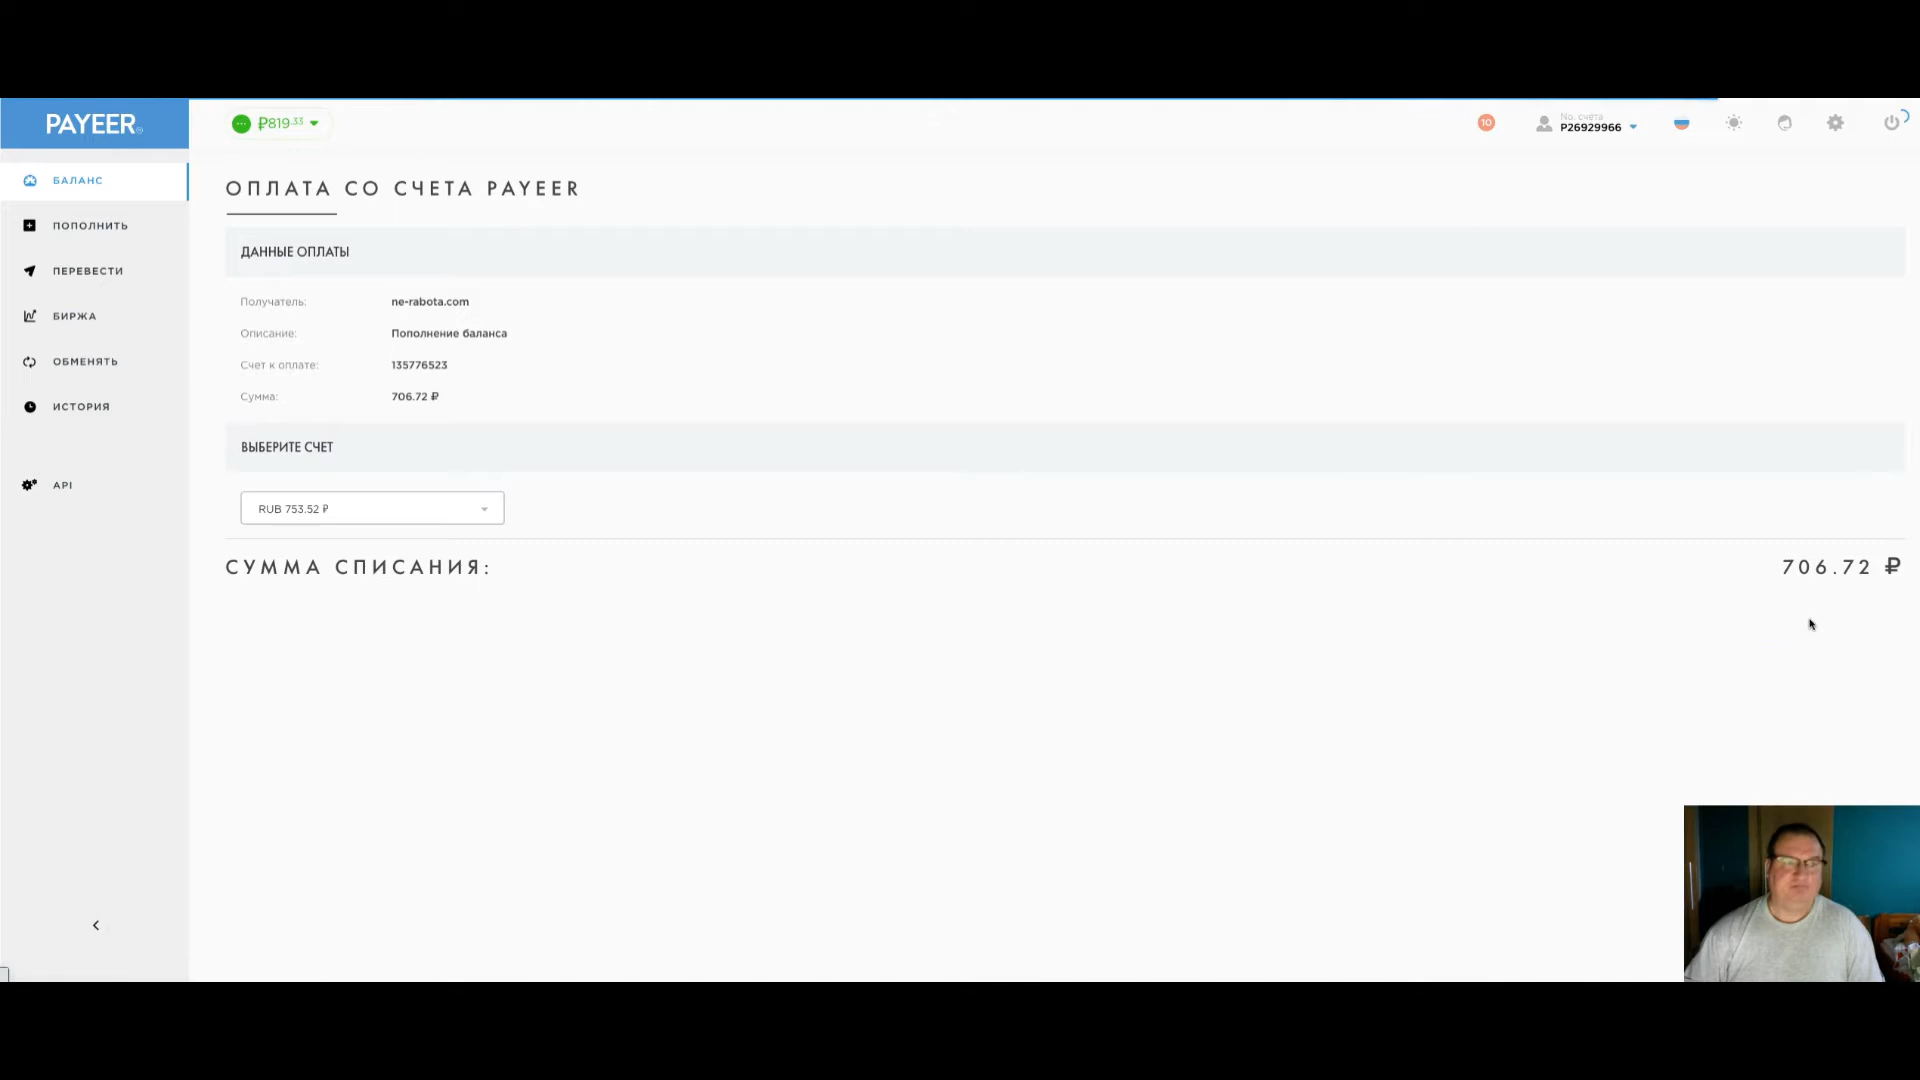 PAYEER®
₽819.33
10
No. счета
P26929966
БАЛАНС
ПОПОЛНИТЬ
ПЕРЕВЕСТИ
БИРЖА
ОБМЕНЯТЬ
ИСТОРИЯ
API
ОПЛАТА СО СЧЕТА PAYEER
ДАННЫЕ ОПЛАТЫ
Получатель: ne-rabota.com
Описание: Пополнение баланса
Счет к оплате: 135776523
Сумма: 706.72 ₽
ВЫБЕРИТЕ СЧЕТ
RUB 753.52 ₽
СУММА СПИСАНИЯ: 706.72 ₽